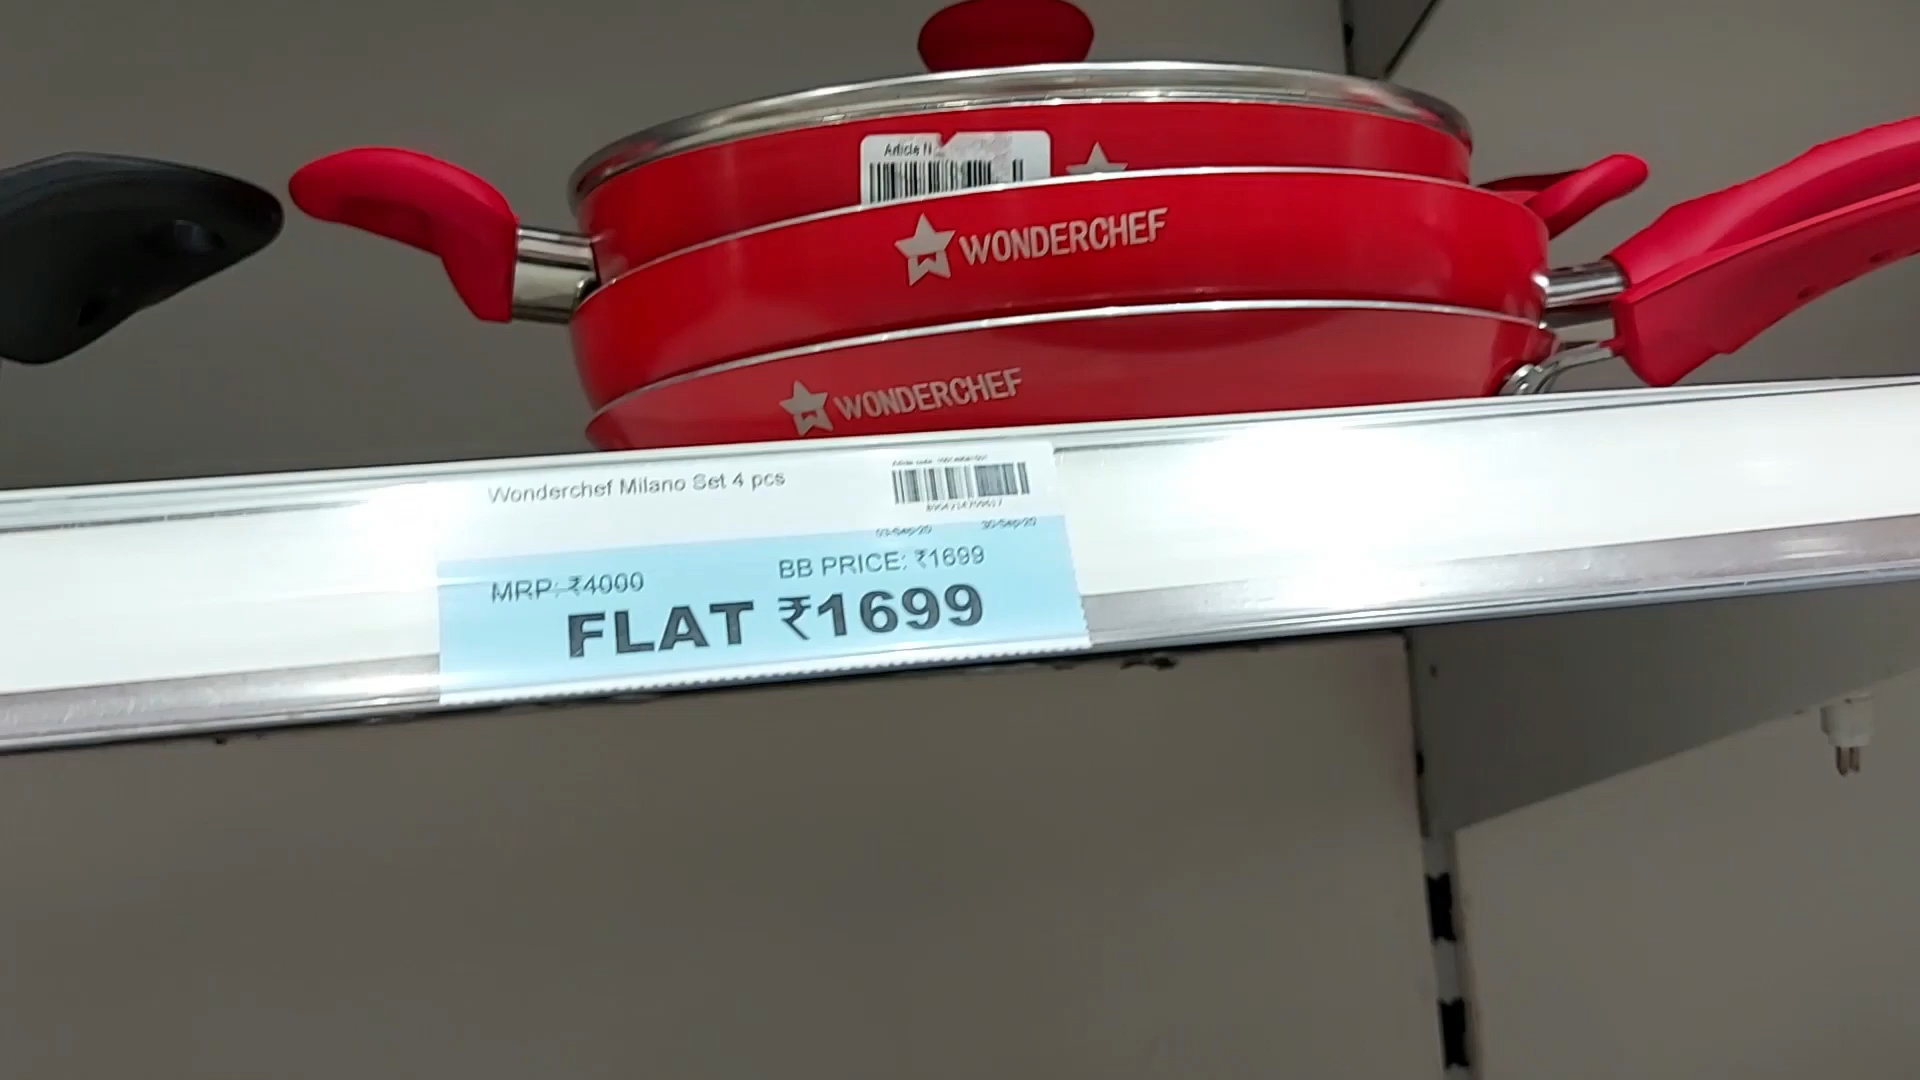 Article N
WONDERCHEF
WONDERCHEF
Wonderchef Milano Set 4 pcs
03-Sep-20 30-Sep-20
MRP: ₹4000 BB PRICE: ₹1699
FLAT ₹1699